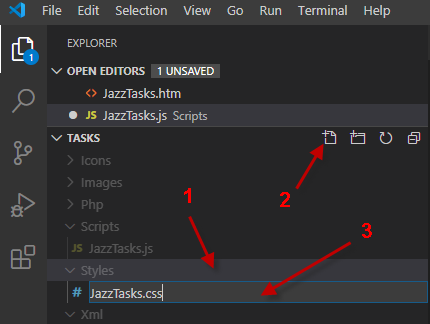 File Edit Selection View Go Run Terminal Help
EXPLORER
OPEN EDITORS 1 UNSAVED
<> JazzTasks.htm
JS JazzTasks.js Scripts
TASKS
Icons
Images
Php
Scripts
JS JazzTasks.js
Styles
# JazzTasks.css
Xml
1
1
2
3